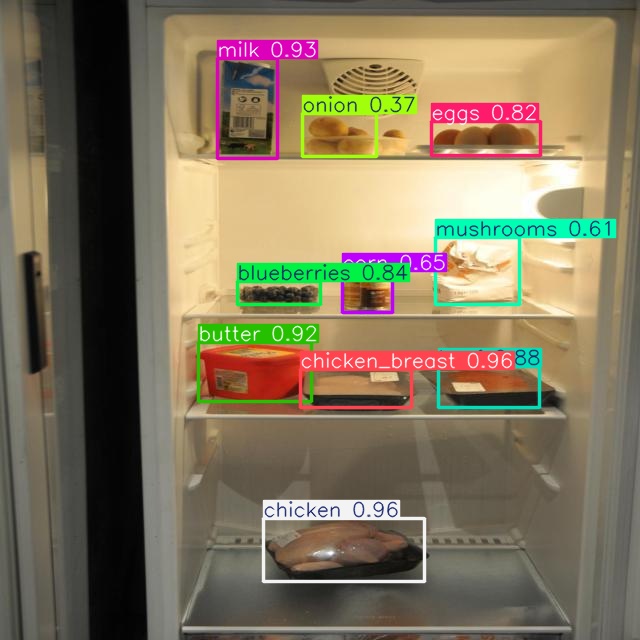 milk 0.93
onion 0.37
eggs 0.82
mushrooms 0.61
0.65
blueberries 0.84
butter 0.92
chicken_breast 0.96
88
chicken 0.96